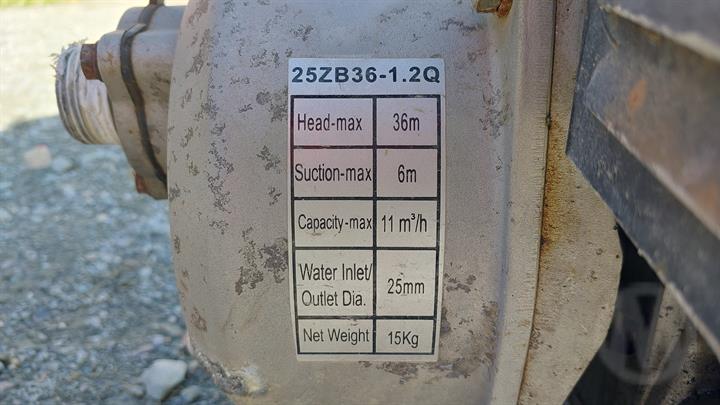 25ZB36-1.2Q
Head-max 36m
Suction-max 6m
Capacity-max 11 m³/h
Water Inlet/
Outlet Dia. 25mm
Net Weight 15Kg